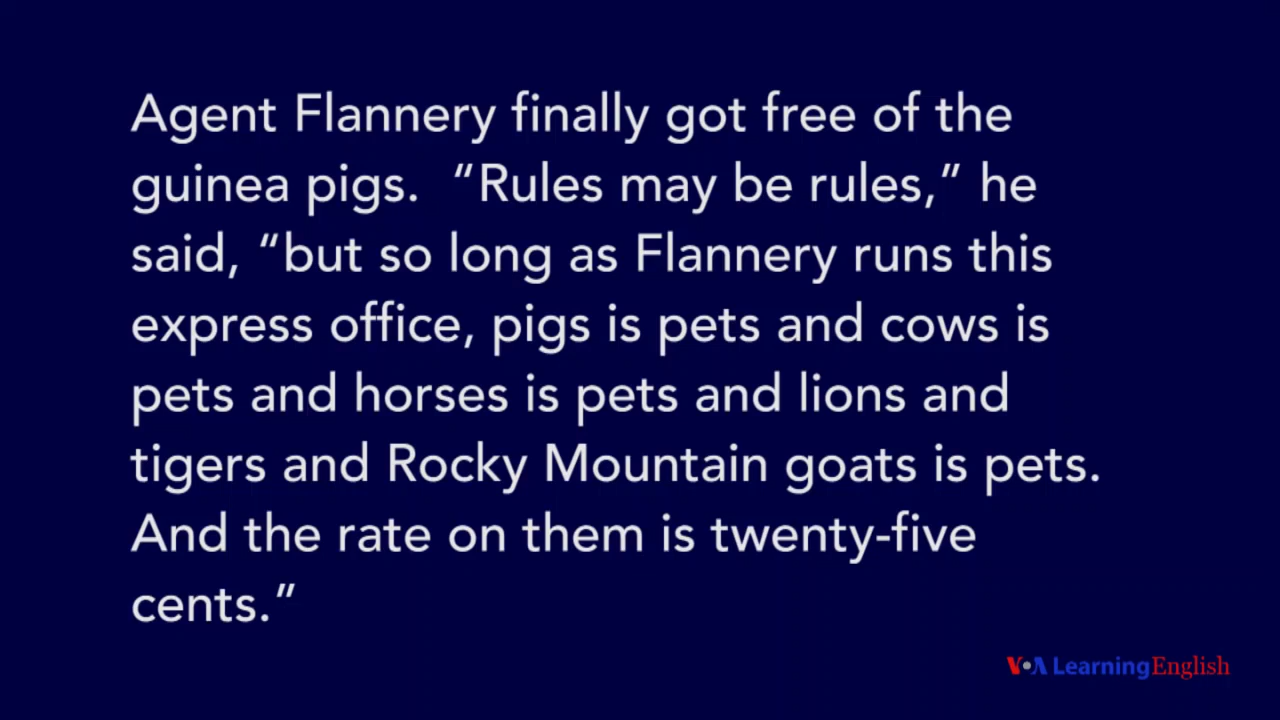 Agent Flannery finally got free of the
guinea pigs.  “Rules may be rules,” he
said, “but so long as Flannery runs this
express office, pigs is pets and cows is
pets and horses is pets and lions and
tigers and Rocky Mountain goats is pets.
And the rate on them is twenty-five
cents.”
VOA Learning English